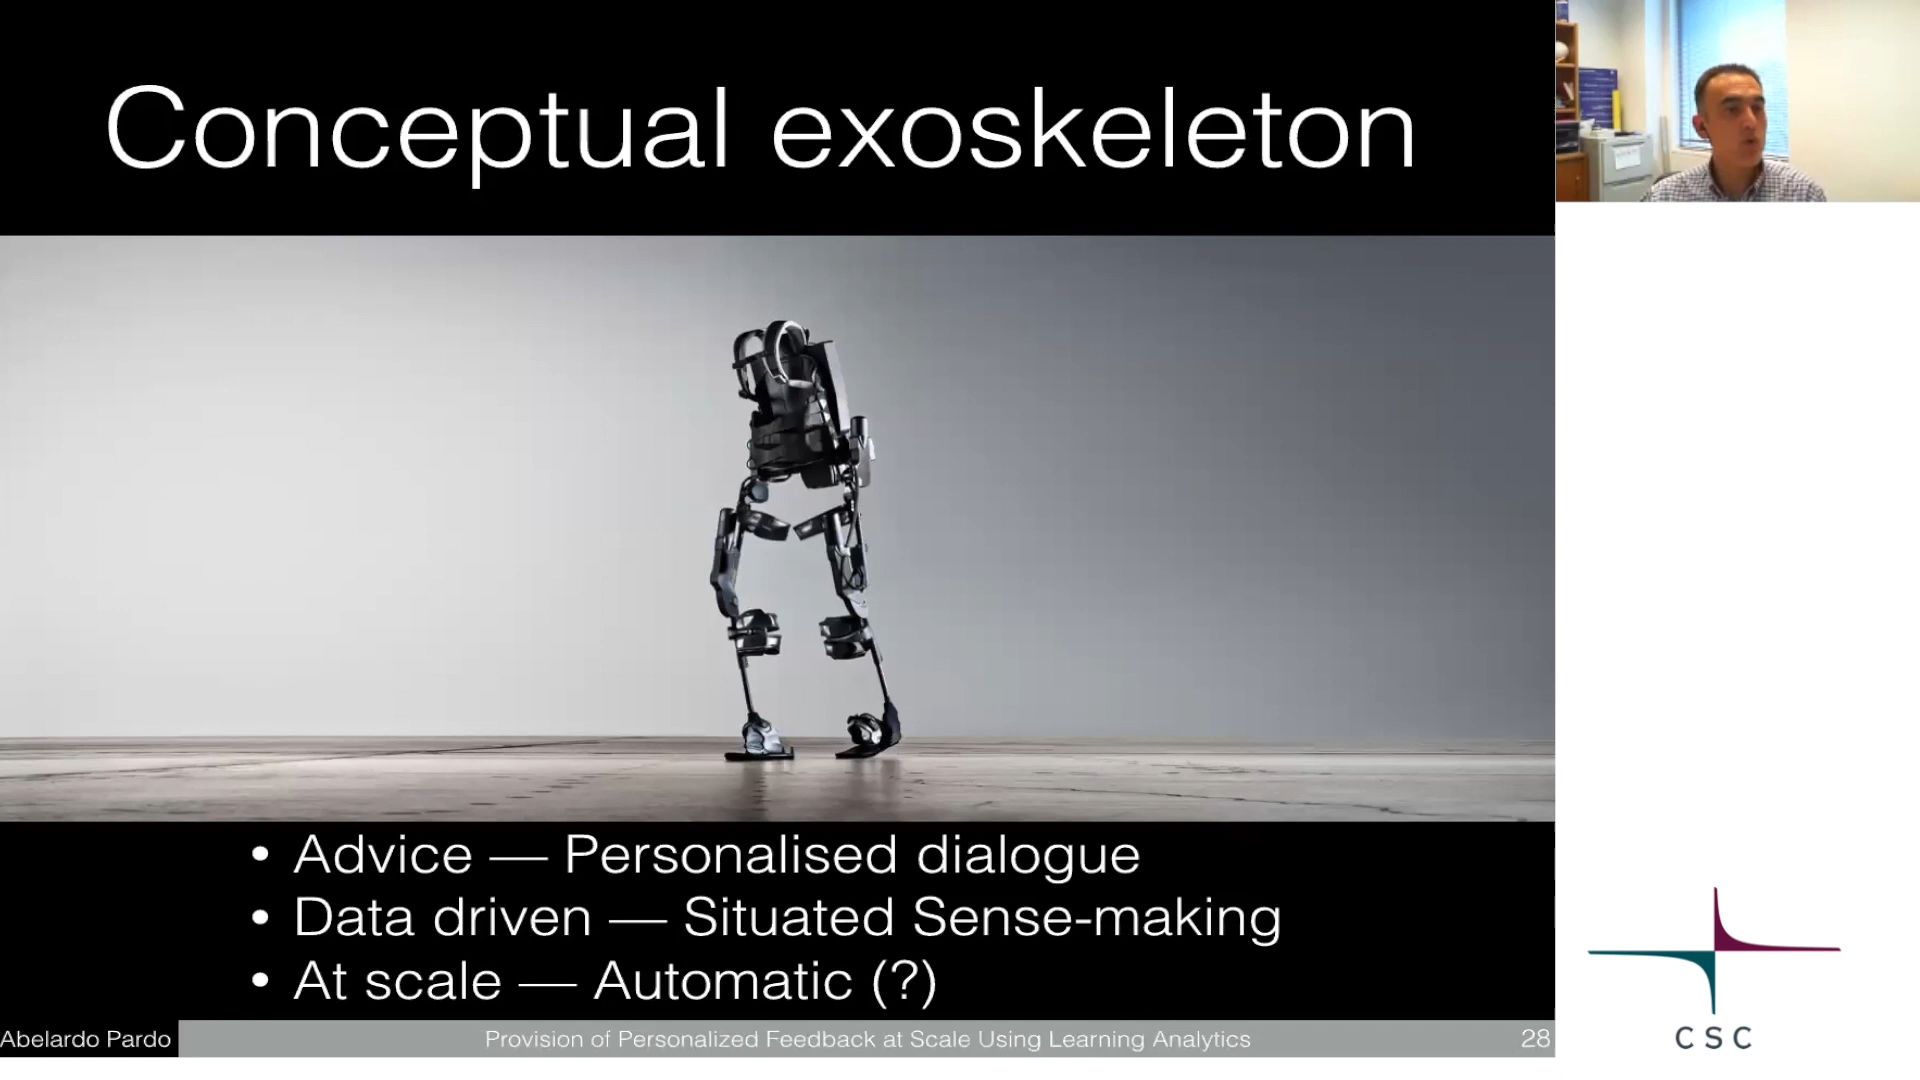 Conceptual exoskeleton
• Advice — Personalised dialogue
• Data driven — Situated Sense-making
• At scale — Automatic (?)
Abelardo Pardo
Provision of Personalized Feedback at Scale Using Learning Analytics
28
CSC